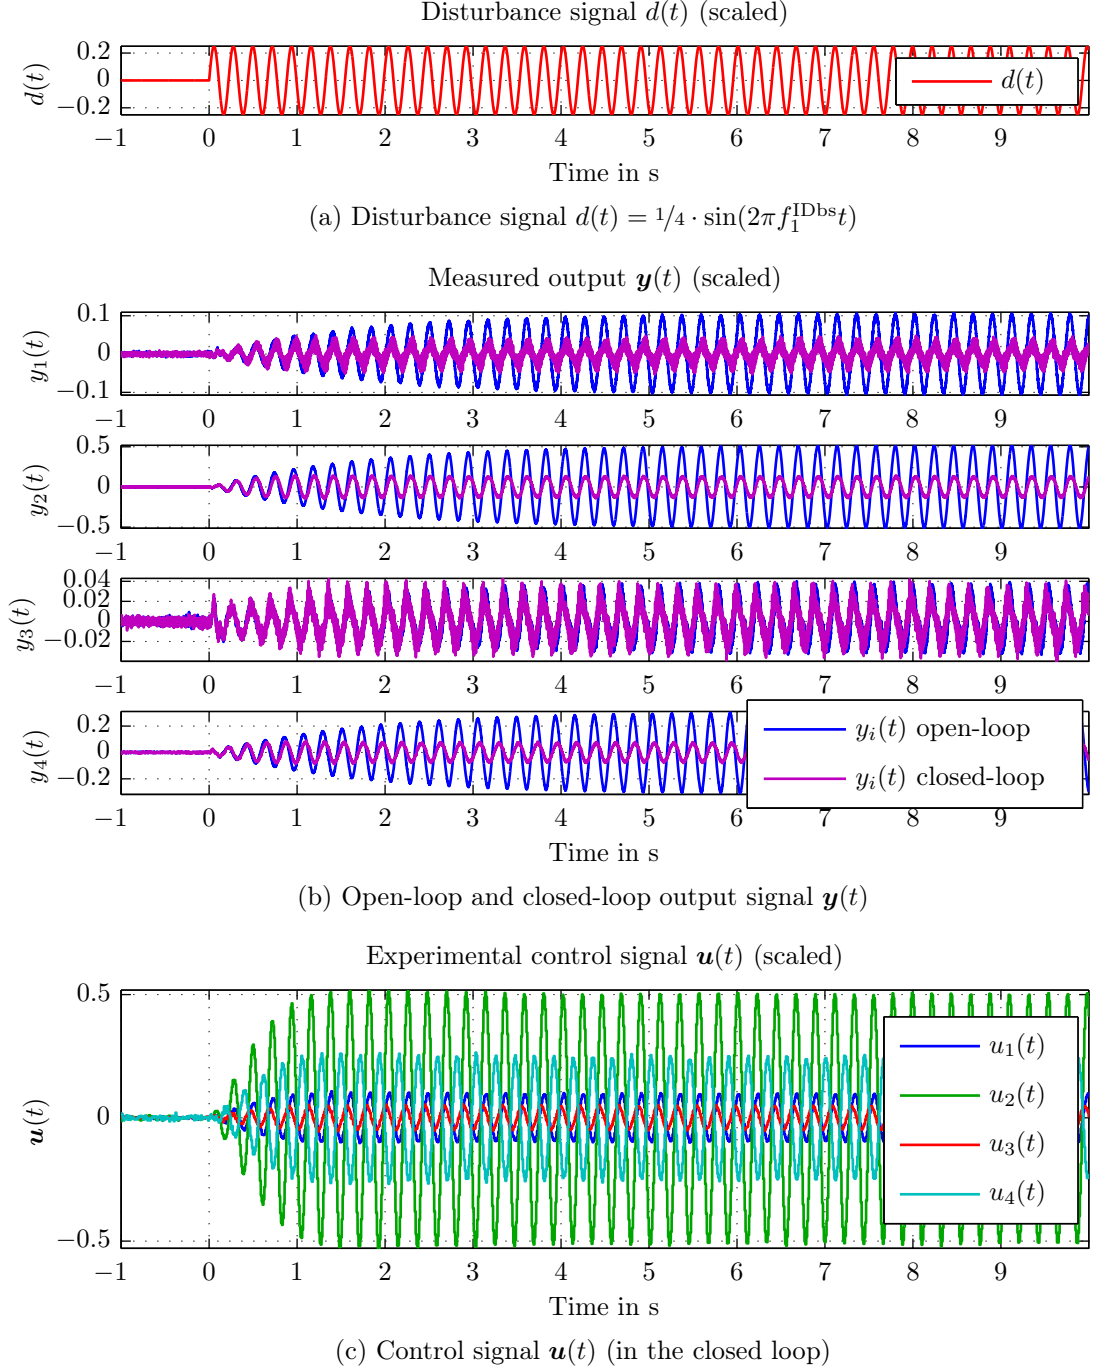 Disturbance signal d(t) (scaled)
d(t)
0.2
0
−0.2
d(t)
−1 0 1 2 3 4 5 6 7 8 9
Time in s
(a) Disturbance signal d(t) = 1/4 · sin(2πf₁^IDbs t)
Measured output y(t) (scaled)
y₁(t)
0.1
0
−0.1
−1 0 1 2 3 4 5 6 7 8 9
y₂(t)
0.5
0
−0.5
−1 0 1 2 3 4 5 6 7 8 9
y₃(t)
0.04
0.02
0
−0.02
−1 0 1 2 3 4 5 6 7 8 9
y₄(t)
0.2
0
−0.2
yᵢ(t) open-loop
yᵢ(t) closed-loop
−1 0 1 2 3 4 5 6 7 8 9
Time in s
(b) Open-loop and closed-loop output signal y(t)
Experimental control signal u(t) (scaled)
u(t)
0.5
0
−0.5
u₁(t)
u₂(t)
u₃(t)
u₄(t)
−1 0 1 2 3 4 5 6 7 8 9
Time in s
(c) Control signal u(t) (in the closed loop)